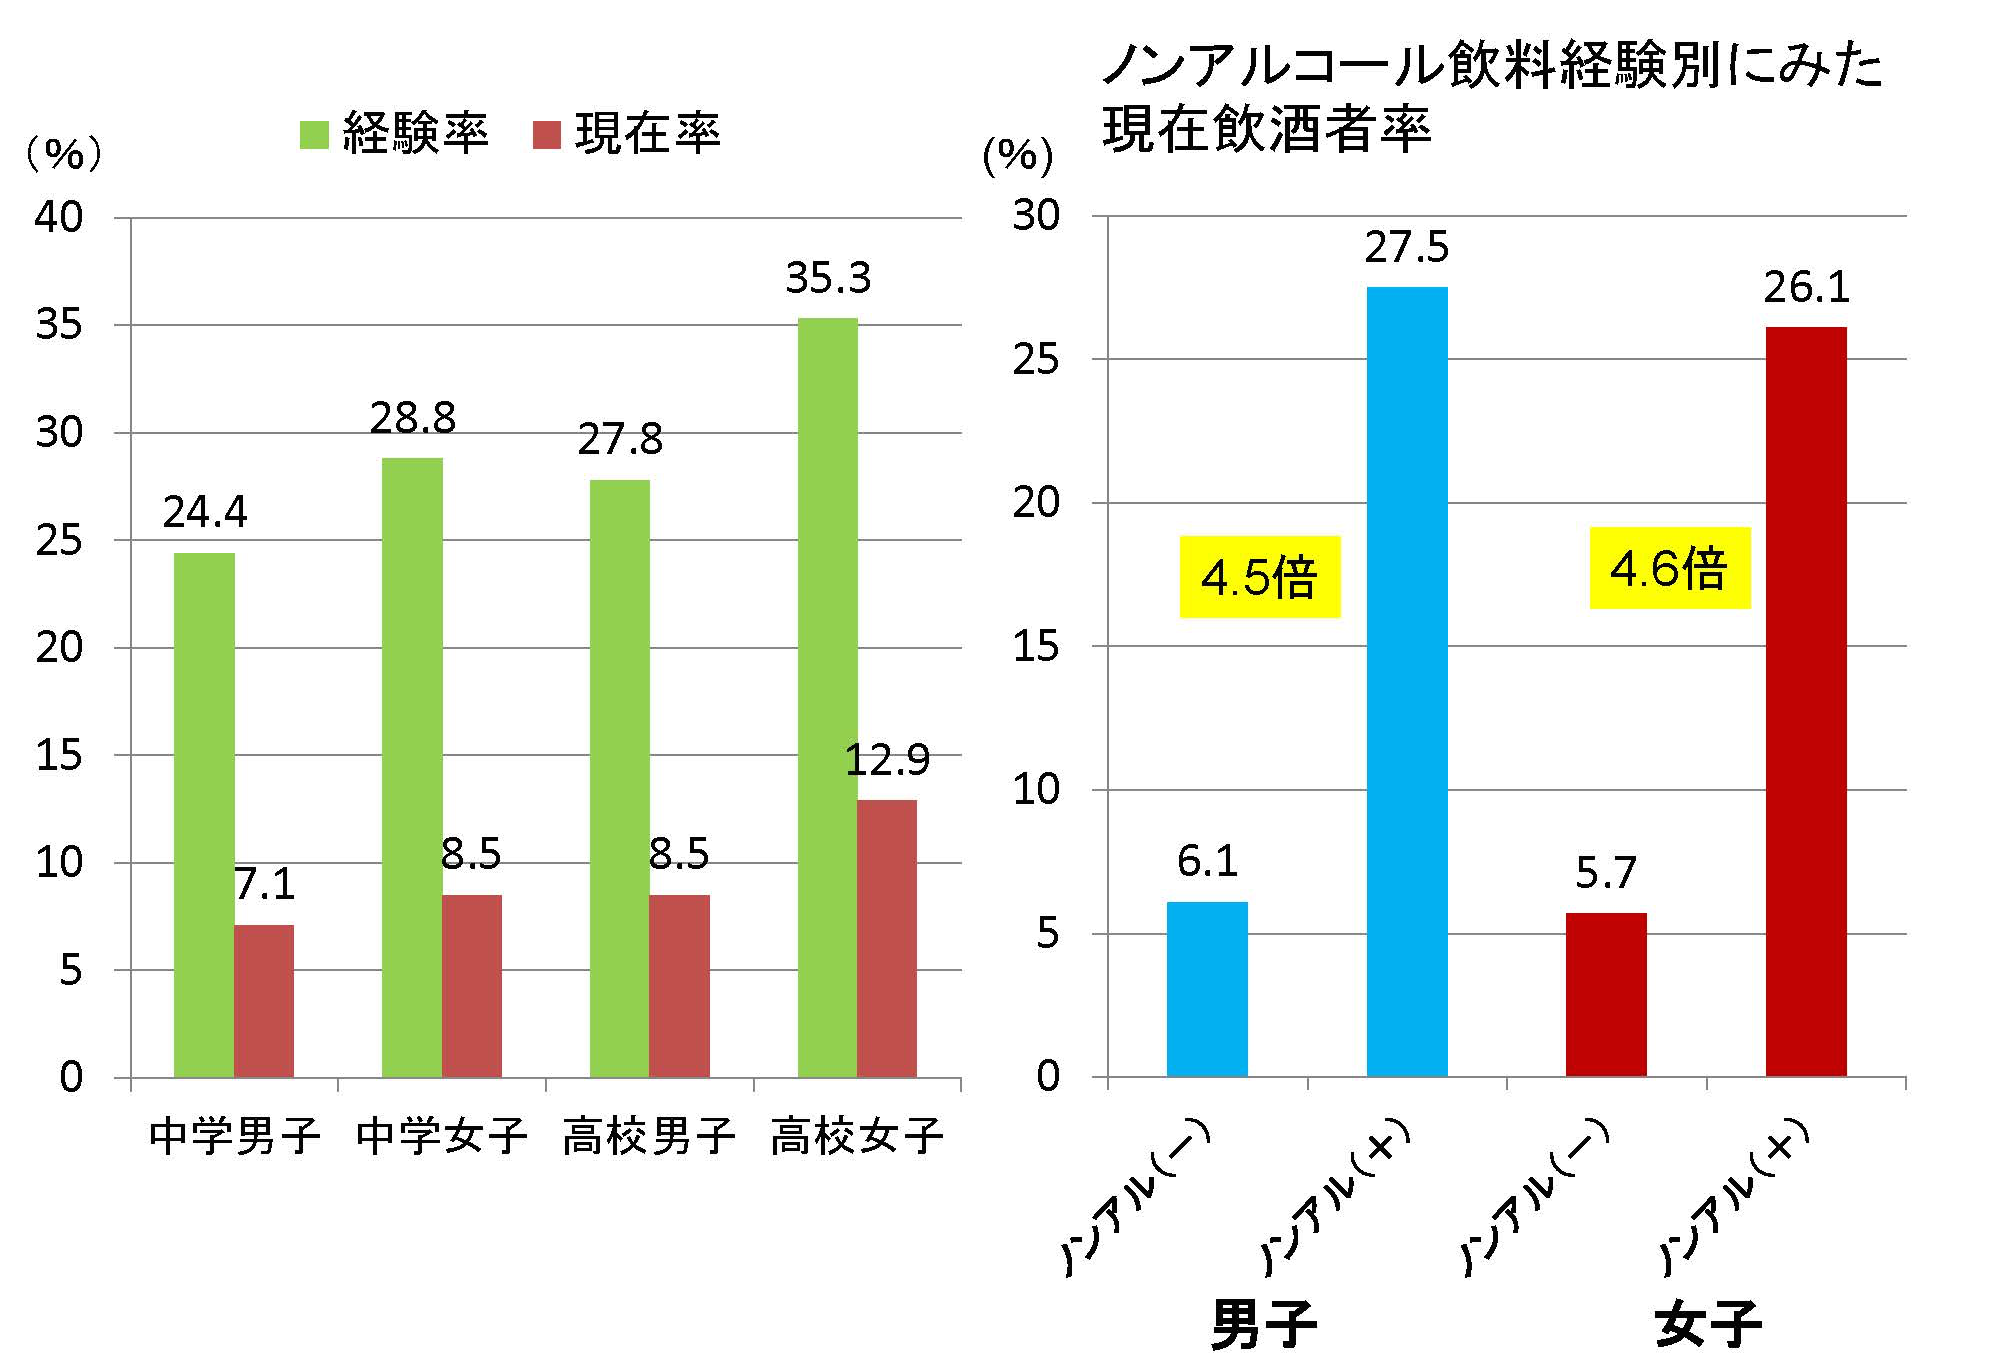 経験率 現在率
(%)
40
35
30
25
20
15
10
5
0
24.4
7.1
28.8
8.5
27.8
8.5
35.3
12.9
中学男子 中学女子 高校男子 高校女子
ノンアルコール飲料経験別にみた
現在飲酒者率
(%)
30
25
20
15
10
5
0
6.1
4.5倍
27.5
5.7
4.6倍
26.1
ノンアル(－)
ノンアル(＋)
ノンアル(－)
ノンアル(＋)
男子 女子